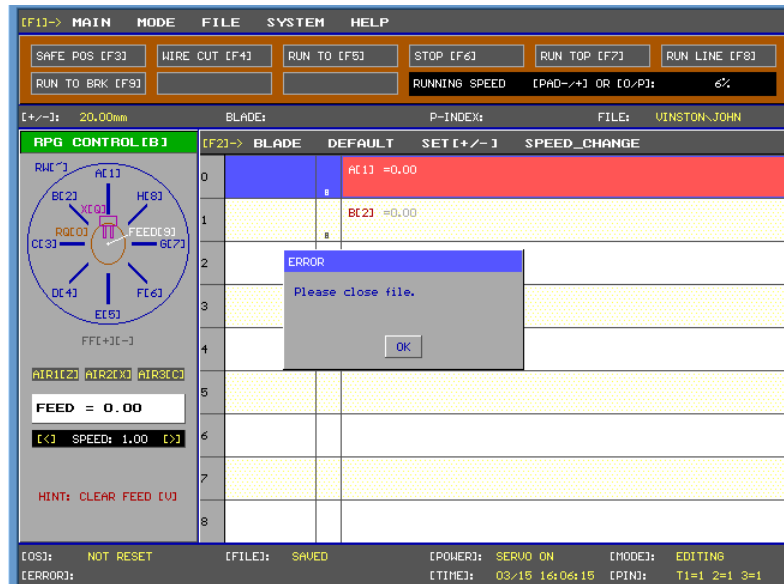 [F1]-> MAIN MODE FILE SYSTEM HELP
SAFE POS [F3] WIRE CUT [F4] RUN TO [F5] STOP [F6] RUN TOP [F7] RUN LINE [F8]
RUN TO BRK [F9] RUNNING SPEED [PAD-/+] OR [O/P]: 6%
[+/-]: 20.00mm BLADE: P-INDEX: FILE: VINSTON\JOHN
RPG CONTROL[B] [F2]-> BLADE DEFAULT SET[+/-] SPEED_CHANGE
RW[~]
A[1]
B[2] H[8]
X[Q]
RQ[O] FEED[9]
C[3] G[7]
D[4] F[6]
E[5]
FF[+][-]
AIR1[Z] AIR2[X] AIR3[C]
FEED = 0.00
[<] SPEED: 1.00 [>]
HINT: CLEAR FEED [V]
0 B A[1] =0.00
1 B B[2] =0.00
2
3
4
5
6
7
8
ERROR
Please close file.
OK
[OS]: NOT RESET [FILE]: SAVED [POWER]: SERVO ON [MODE]: EDITING
[ERROR]: [TIME]: 03/15 16:06:15 [PIN]: T1=1 2=1 3=1